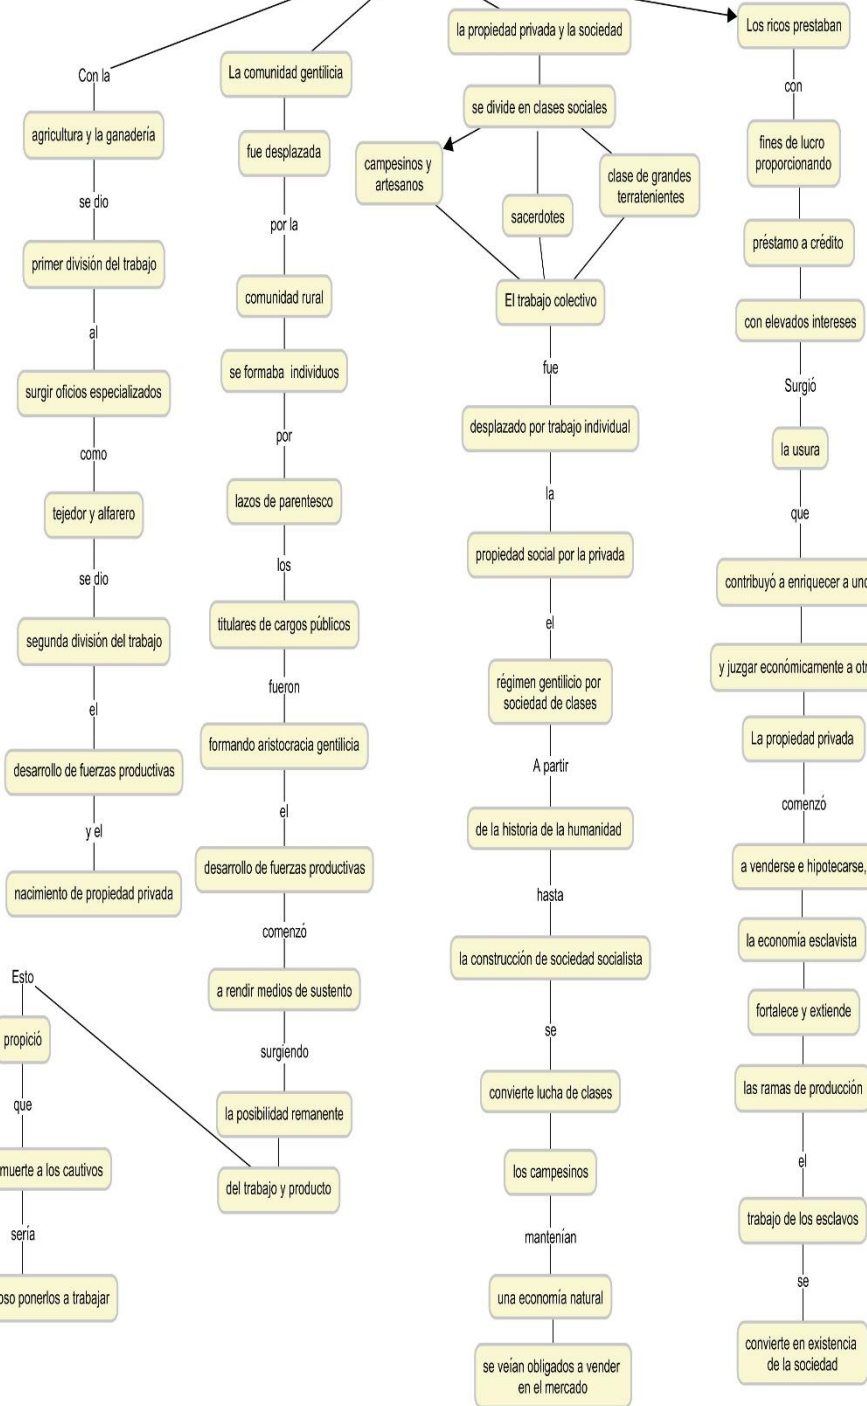 Con la
agricultura y la ganadería
se dio
primer división del trabajo
al
surgir oficios especializados
como
tejedor y alfarero
se dio
segunda división del trabajo
el
desarrollo de fuerzas productivas
y el
nacimiento de propiedad privada
La comunidad gentilicia
fue desplazada
por la
comunidad rural
se formaba individuos
por
lazos de parentesco
los
titulares de cargos públicos
fueron
formando aristocracia gentilicia
el
desarrollo de fuerzas productivas
comenzó
a rendir medios de sustento
surgiendo
la posibilidad remanente
del trabajo y producto
Esto
propició
que
muerte a los cautivos
sería
ponerlos a trabajar
la propiedad privada y la sociedad
se divide en clases sociales
campesinos y
artesanos
sacerdotes
clase de grandes
terratenientes
El trabajo colectivo
fue
desplazado por trabajo individual
la
propiedad social por la privada
el
régimen gentilicio por
sociedad de clases
A partir
de la historia de la humanidad
hasta
la construcción de sociedad socialista
se
convierte lucha de clases
los campesinos
mantenían
una economía natural
se veían obligados a vender
en el mercado
Los ricos prestaban
con
fines de lucro
proporcionando
préstamo a crédito
con elevados intereses
Surgió
la usura
que
contribuyó a enriquecer a
y juzgar económicamente a
La propiedad privada
comenzó
a venderse e hipotecarse,
la economía esclavista
fortalece y extiende
las ramas de producción
el
trabajo de los esclavos
se
convierte en existencia
de la sociedad